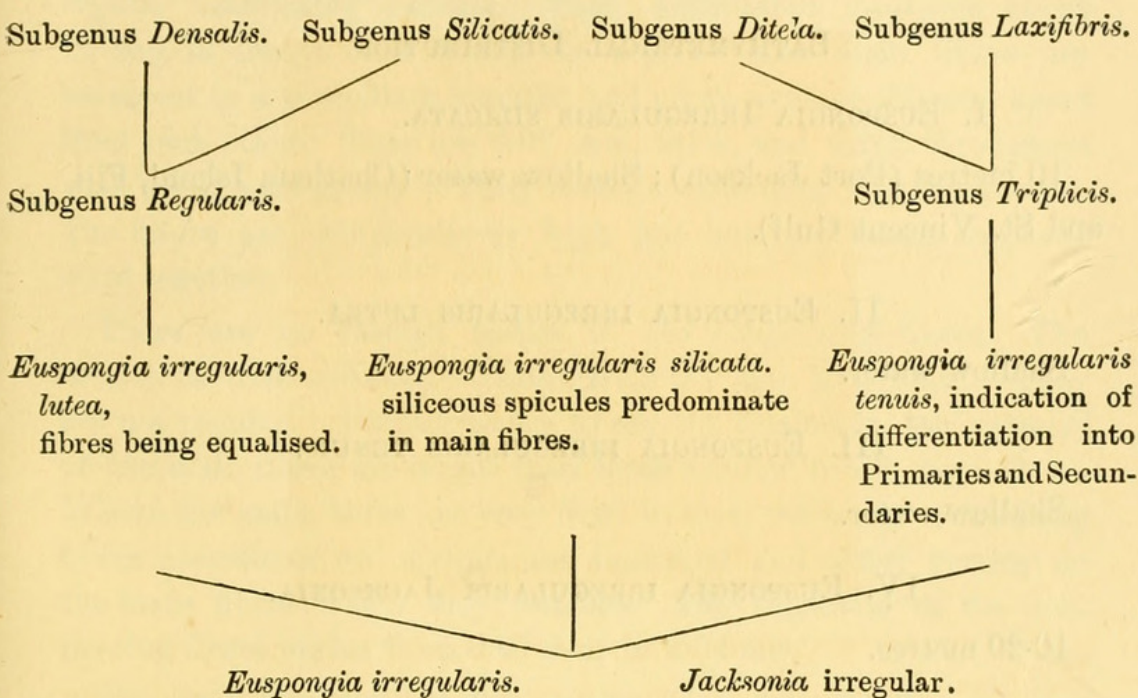 Subgenus Densalis. Subgenus Silicatis. Subgenus Ditela. Subgenus Laxifibris.
Subgenus Regularis. Subgenus Triplicis.
Euspongia irregularis,
lutea,
fibres being equalised.
Euspongia irregularis silicata.
siliceous spicules predominate
in main fibres.
Euspongia irregularis
tenuis, indication of
differentiation into
Primaries and Secun-
daries.
Euspongia irregularis. Jacksonia irregular.